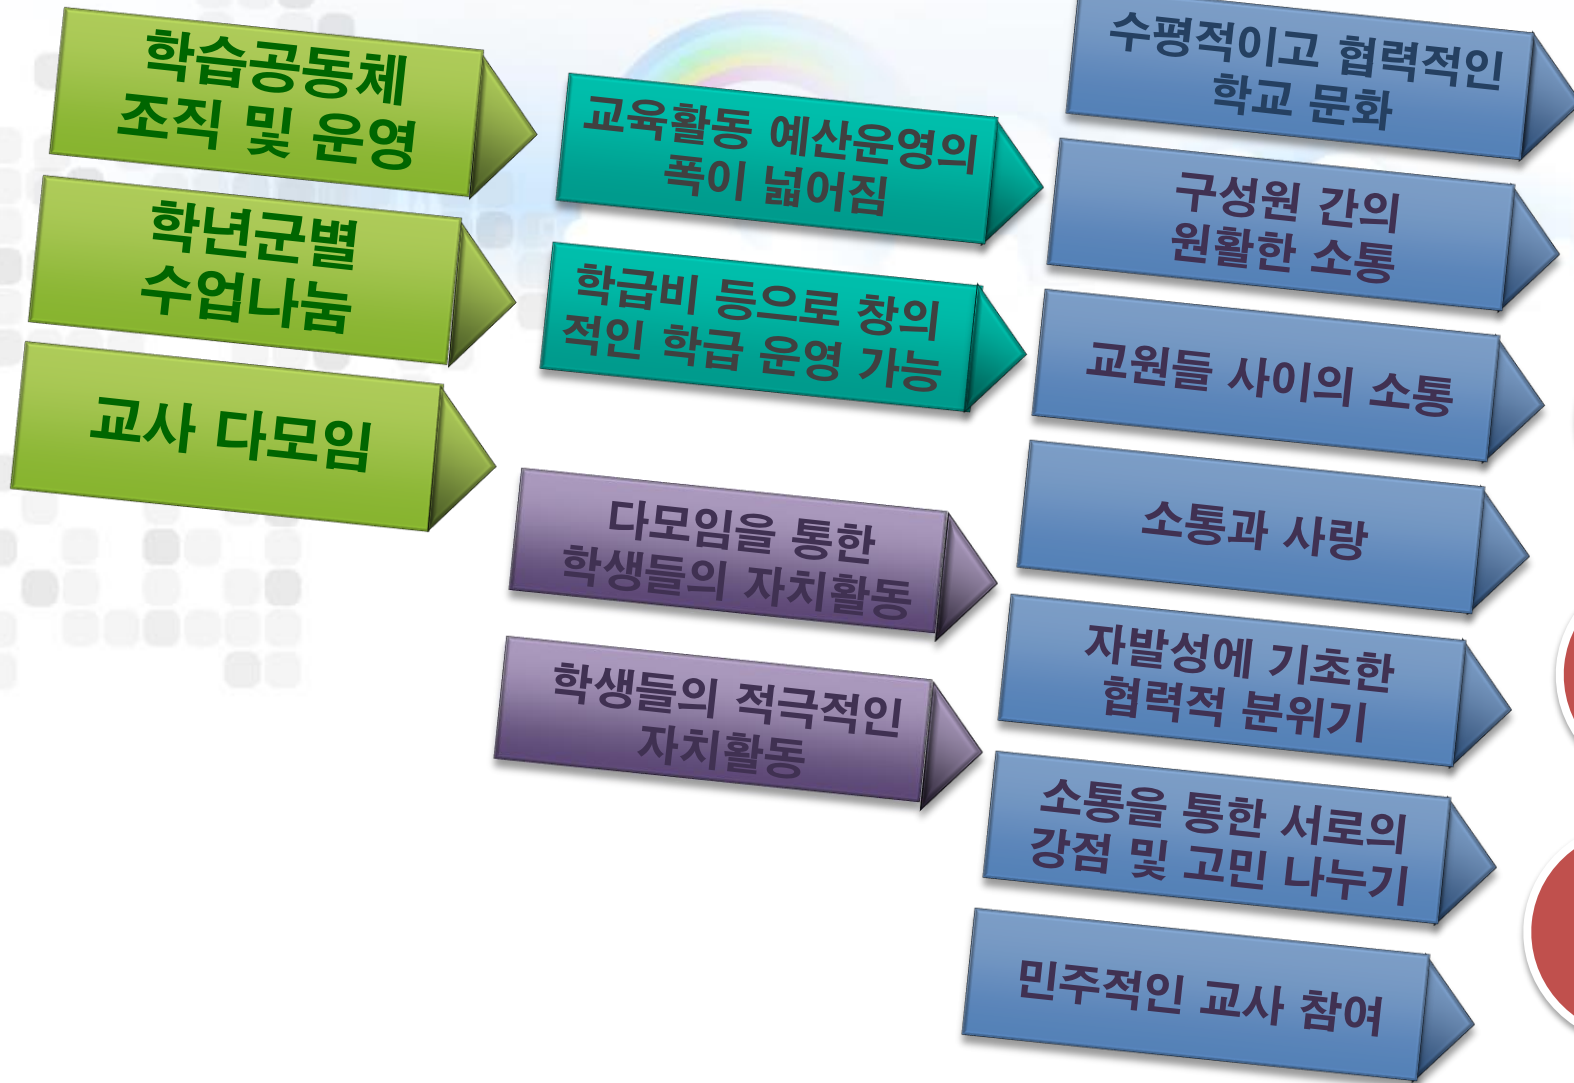 학습공동체
조직 및 운영
학년군별
수업나눔
교사 다모임
교육활동 예산운영의
폭이 넓어짐
학급비 등으로 창의
적인 학급 운영 가능
다모임을 통한
학생들의 자치활동
학생들의 적극적인
자치활동
수평적이고 협력적인
학교 문화
구성원 간의
원활한 소통
교원들 사이의 소통
소통과 사랑
자발성에 기초한
협력적 분위기
소통을 통한 서로의
강점 및 고민 나누기
민주적인 교사 참여